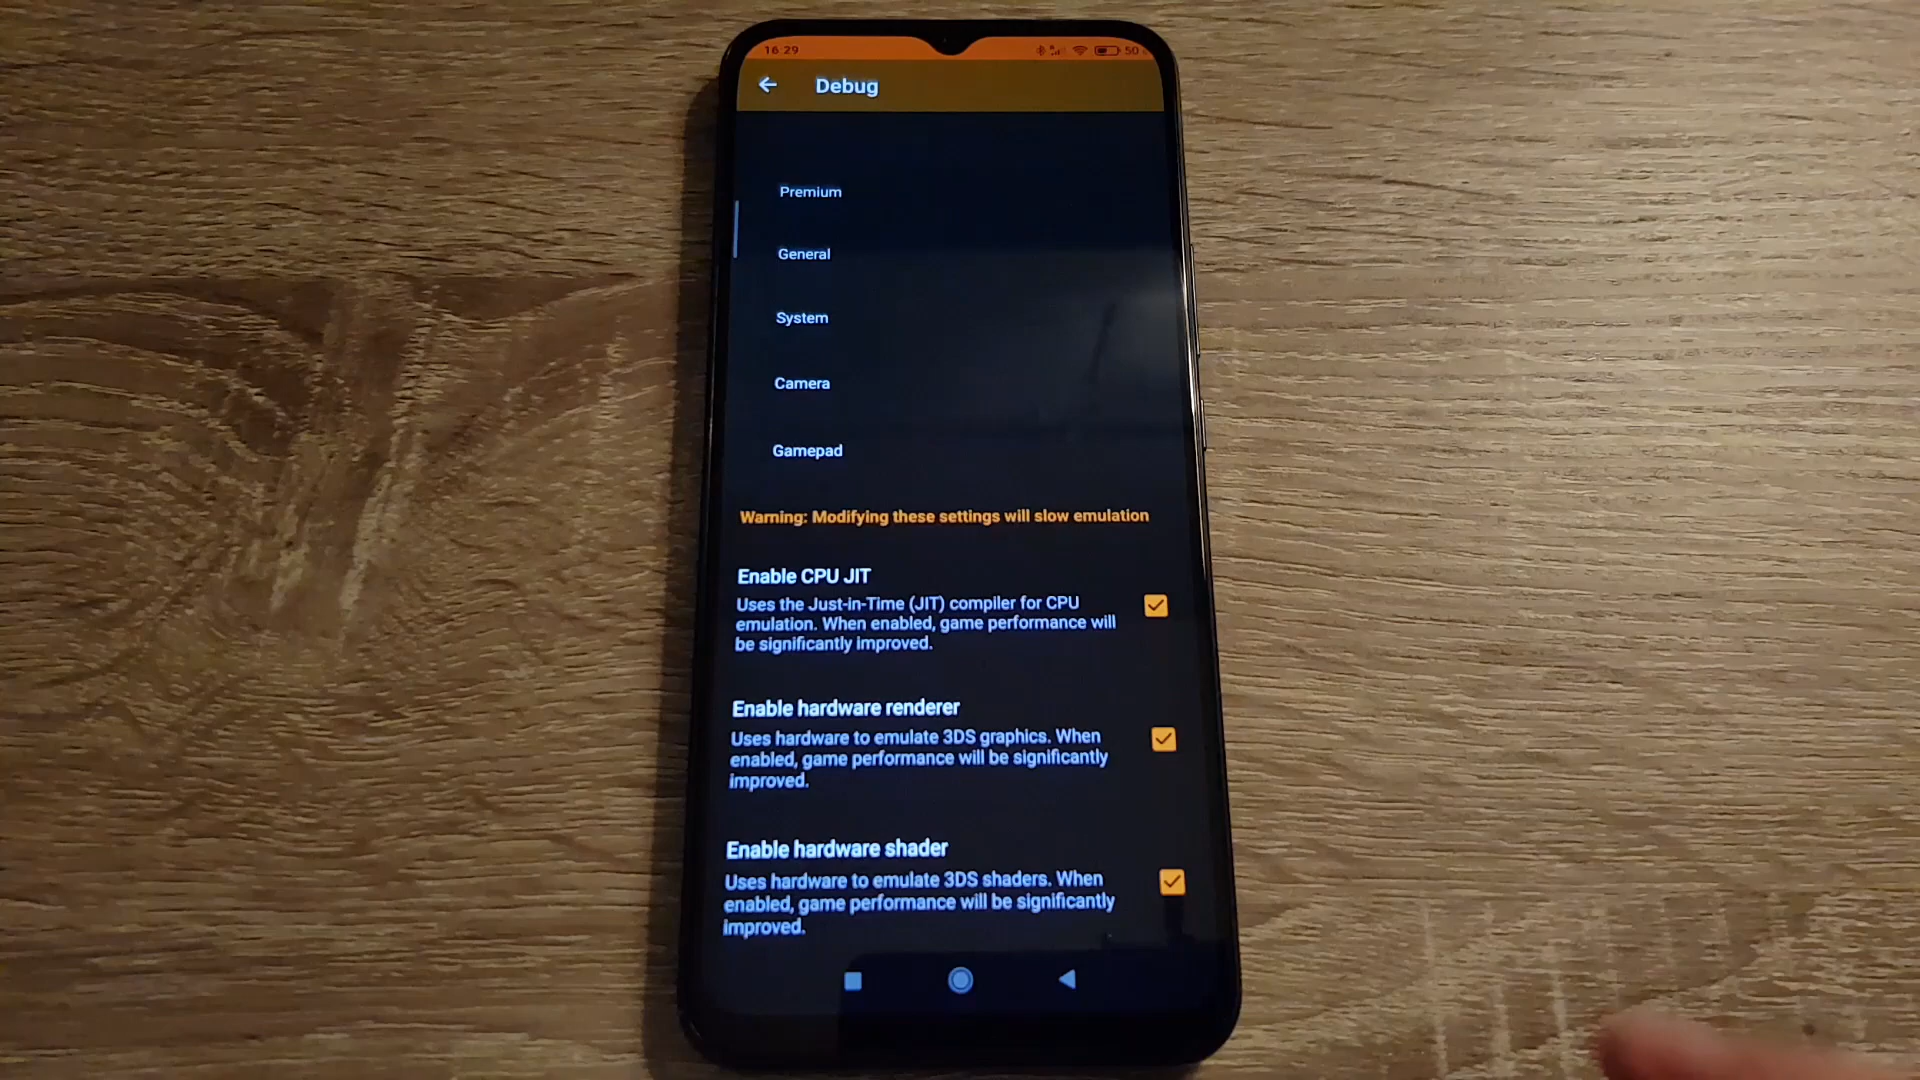 16:29
50
Debug
Premium
General
System
Camera
Gamepad
Warning: Modifying these settings will slow emulation
Enable CPU JIT
Uses the Just-in-Time (JIT) compiler for CPU
emulation. When enabled, game performance will
be significantly improved.
Enable hardware renderer
Uses hardware to emulate 3DS graphics. When
enabled, game performance will be significantly
improved.
Enable hardware shader
Uses hardware to emulate 3DS shaders. When
enabled, game performance will be significantly
improved.